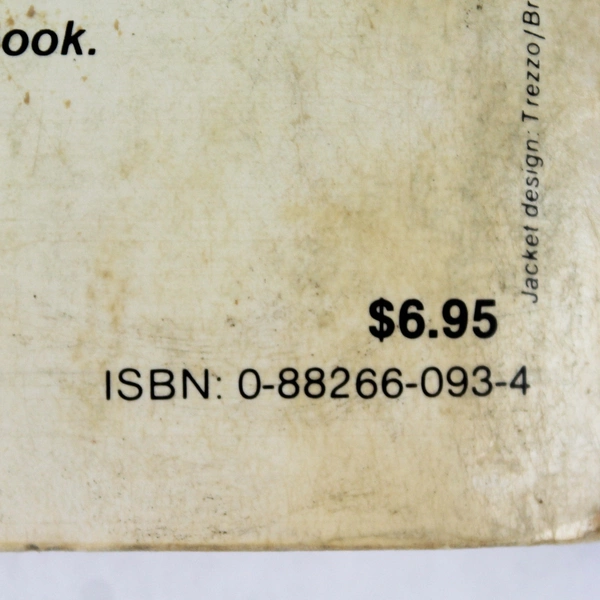 ook.
Jacket design: Trezzo/Br
$6.95
ISBN: 0-88266-093-4